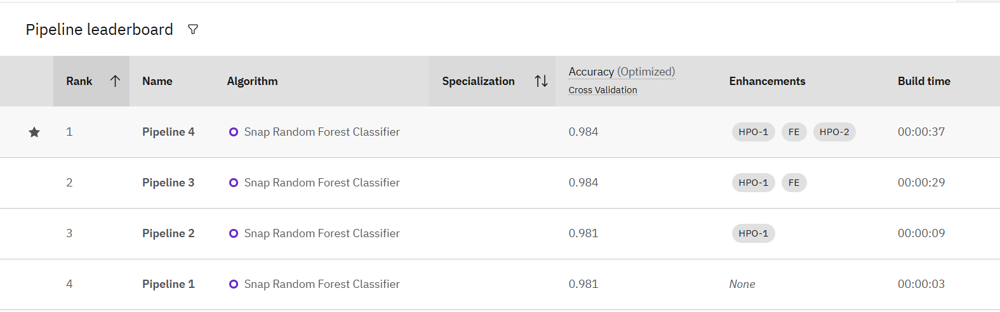 Pipeline leaderboard
Rank Name Algorithm Specialization Accuracy (Optimized) Enhancements Build time
Cross Validation
1 Pipeline 4 Snap Random Forest Classifier 0.984 HPO-1 FE HPO-2 00:00:37
2 Pipeline 3 Snap Random Forest Classifier 0.984 HPO-1 FE 00:00:29
3 Pipeline 2 Snap Random Forest Classifier 0.981 HPO-1 00:00:09
4 Pipeline 1 Snap Random Forest Classifier 0.981 None 00:00:03